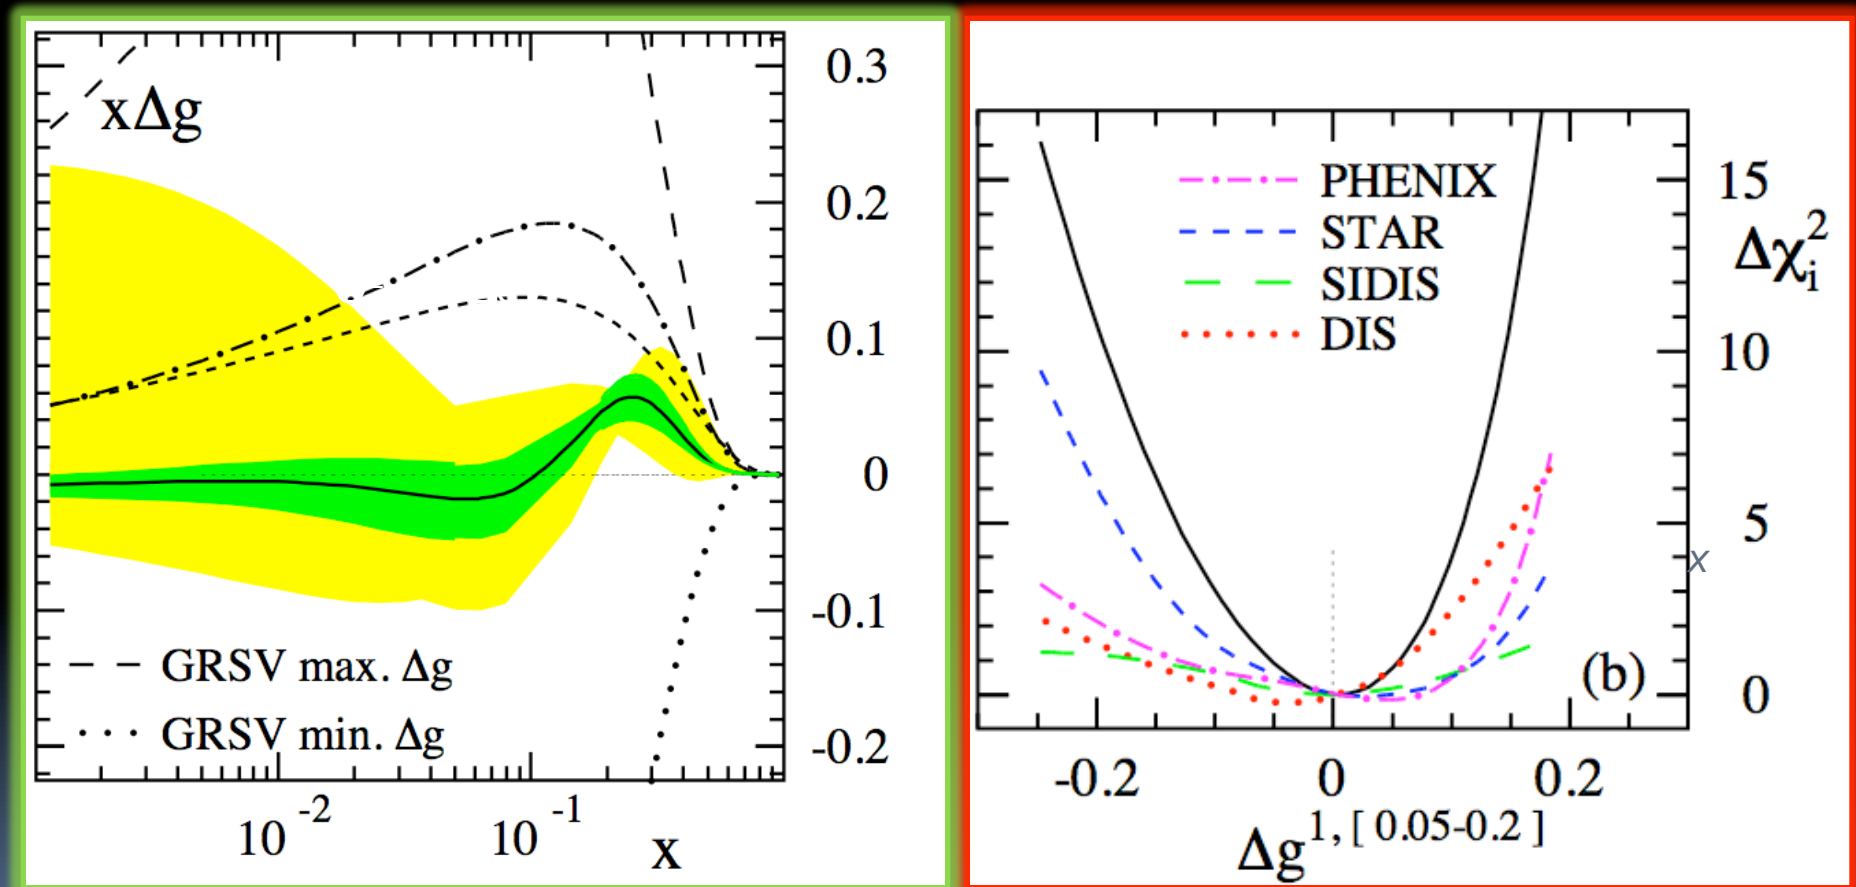 xΔg
0.3
0.2
0.1
0
-0.1
-0.2
GRSV max. Δg
GRSV min. Δg
10^-2
10^-1
x
PHENIX
STAR
SIDIS
DIS
15
Δχ_i^2
10
5
x
0
(b)
-0.2
0
0.2
Δg^1, [ 0.05-0.2 ]